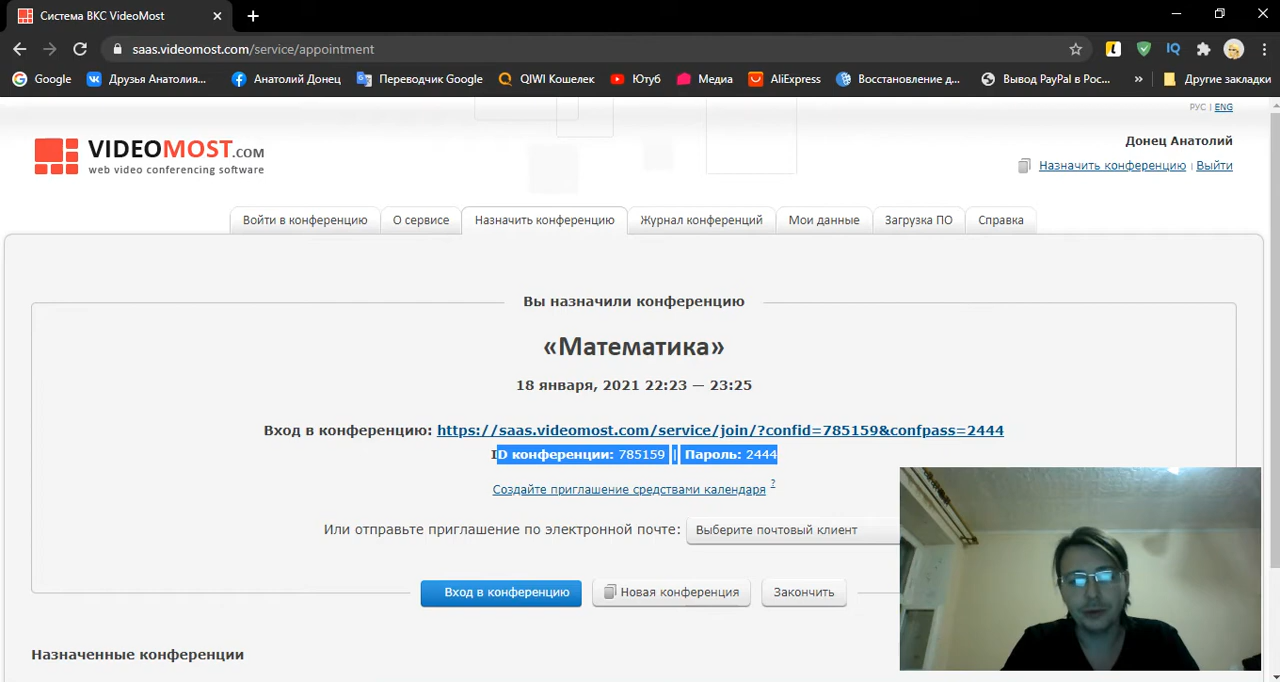 Система ВКС VideoMost
saas.videomost.com/service/appointment
Google Друзья Анатолия... Анатолий Донец Переводчик Google QIWI Кошелек Ютуб Медиа AliExpress Восстановление д... Вывод PayPal в Рос... » Другие закладки
РУС | ENG
VIDEOMOST.COM
web video conferencing software
Донец Анатолий
Назначить конференцию | Выйти
Войти в конференцию О сервисе Назначить конференцию Журнал конференций Мои данные Загрузка ПО Справка
Вы назначили конференцию
«Математика»
18 января, 2021 22:23 — 23:25
Вход в конференцию: https://saas.videomost.com/service/join/?confid=785159&confpass=2444
ID конференции: 785159 || Пароль: 2444
Создайте приглашение средствами календаря ?
Или отправьте приглашение по электронной почте: Выберите почтовый клиент
Вход в конференцию Новая конференция Закончить
Назначенные конференции